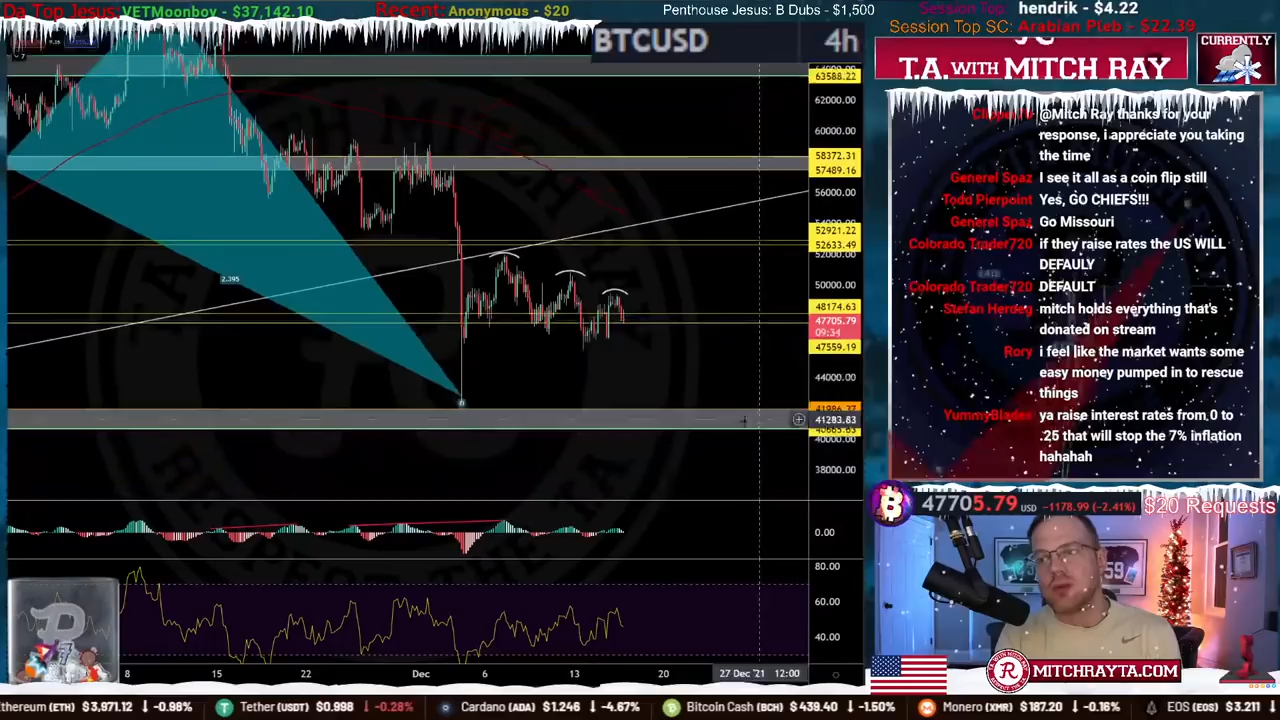 Da Top Jesus: VETMoonboy - $37,142.10
Recent: Anonymous - $20
Penthouse Jesus: B Dubs - $1,500
Session Top: hendrik - $4.22
Session Top SC: Arabian Pleb - $22.39
BTCUSD 4h
T.A. WITH MITCH RAY
CURRENTLY
63588.22
62000.00
60000.00
58372.31
57489.16
56000.00
52921.22
52633.49
52000.00
50000.00
48174.63
47705.79
09:34
47559.19
44000.00
41283.83
40000.00
38000.00
2.395
0.00
80.00
60.00
40.00
8 15 22 Dec 6 13 20 27 Dec '21 12:00
@Mitch Ray thanks for your
response, i appreciate you taking
the time
Generel Spaz I see it all as a coin flip still
Todd Pierpoint Yes, GO CHIEFS!!!
Generel Spaz Go Missouri
Colorado Trader720 if they raise rates the US WILL
DEFAULY
Colorado Trader720 DEFAULT
Stefan Herdeg mitch holds everything that's
donated on stream
Rory i feel like the market wants some
easy money pumped in to rescue
things
YummyBlades ya raise interest rates from 0 to
.25 that will stop the 7% inflation
hahahah
47705.79 USD -1178.99 (-2.41%) $20 Requests
59
MITCHRAYTA.COM
Ethereum (ETH) $3,971.12 -0.98% Tether (USDT) $0.998 -0.28% Cardano (ADA) $1.246 -4.67% Bitcoin Cash (BCH) $439.40 -1.50% Monero (XMR) $187.20 -0.16% EOS (EOS) $3.211